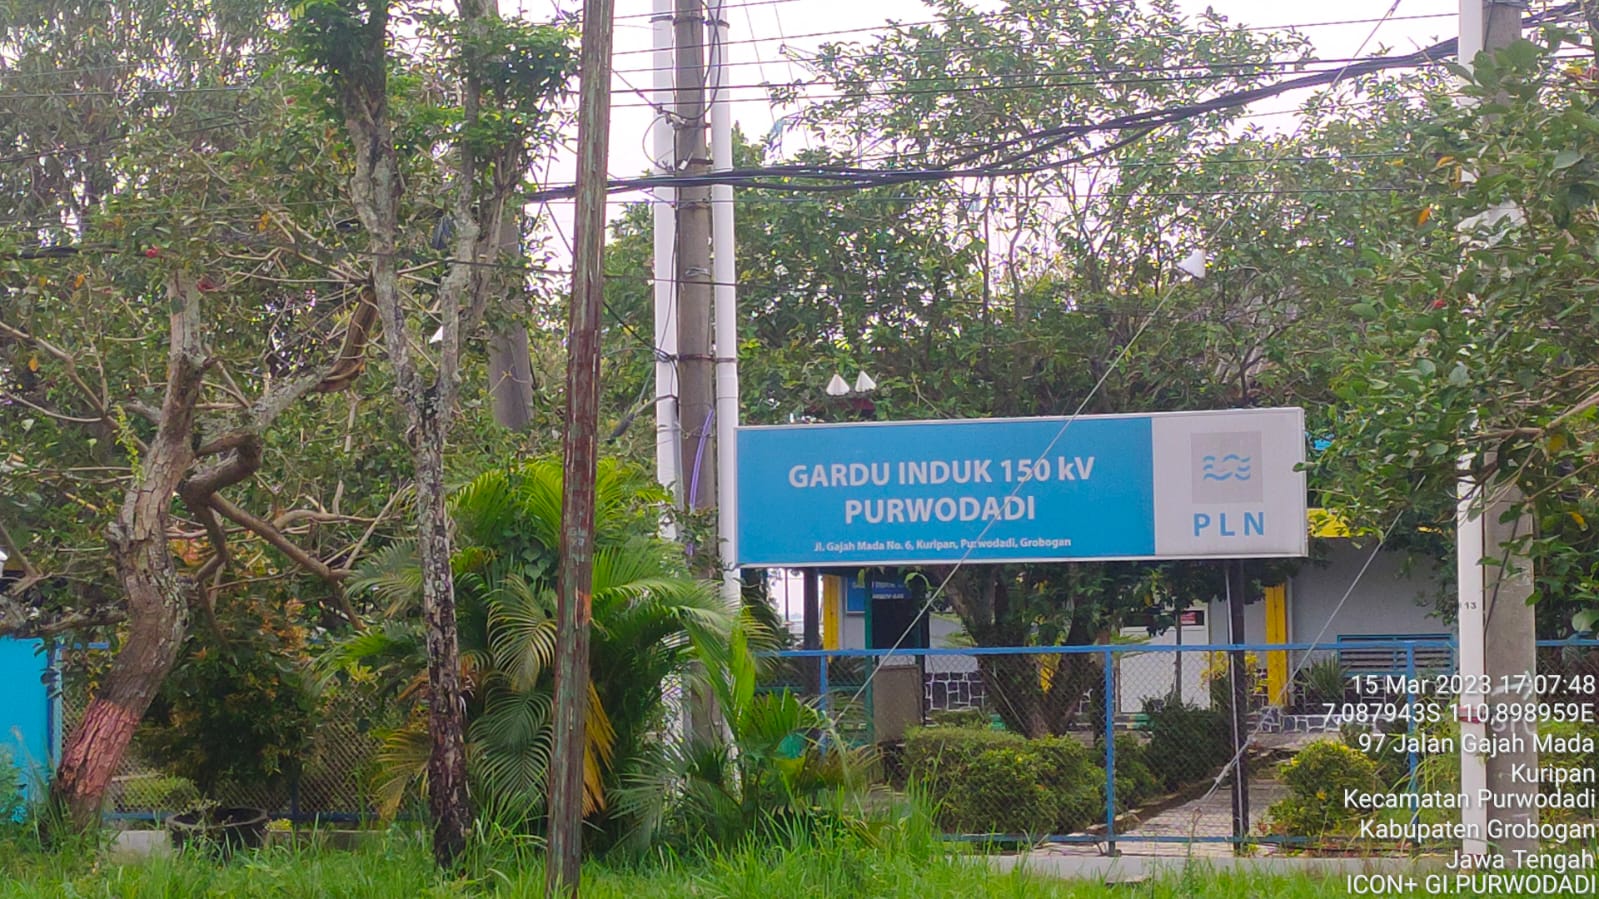 GARDU INDUK 150 kV
PURWODADI
Jl. Gajah Mada No. 6, Kuripan, Purwodadi, Grobogan
PLN
13
15 Mar 2023 17:07:48
7,087943S 110,898959E
97 Jalan Gajah Mada
Kuripan
Kecamatan Purwodadi
Kabupaten Grobogan
Jawa Tengah
ICON+ GI.PURWODADI